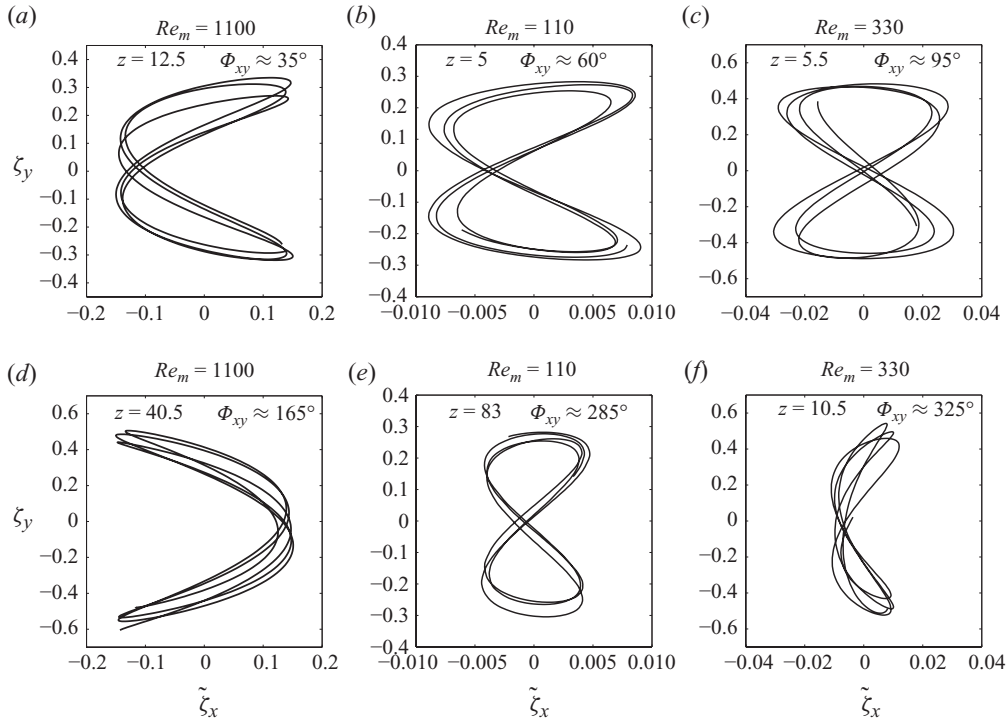 (a)
Re_m = 1100
z = 12.5 Φ_xy ≈ 35°
0.4
0.3
0.2
0.1
0
−0.1
−0.2
−0.3
−0.4
ζ_y
−0.2 −0.1 0 0.1 0.2
(b)
Re_m = 110
z = 5 Φ_xy ≈ 60°
0.4
0.3
0.2
0.1
0
−0.1
−0.2
−0.3
0.4
−0.010 −0.005 0 0.005 0.010
(c)
Re_m = 330
z = 5.5 Φ_xy ≈ 95°
0.6
0.4
0.2
0
−0.2
−0.4
−0.6
−0.04 −0.02 0 0.02 0.04
(d)
Re_m = 1100
z = 40.5 Φ_xy ≈ 165°
0.6
0.4
0.2
0
−0.2
−0.4
−0.6
ζ_y
−0.2 −0.1 0 0.1 0.2
ζ̃_x
(e)
Re_m = 110
z = 83 Φ_xy ≈ 285°
0.4
0.3
0.2
0.1
0
−0.1
−0.2
−0.3
−0.4
−0.010 −0.005 0 0.005 0.010
ζ̃_x
(f)
Re_m = 330
z = 10.5 Φ_xy ≈ 325°
0.6
0.4
0.2
0
−0.2
−0.4
−0.6
−0.04 −0.02 0 0.02 0.04
ζ̃_x